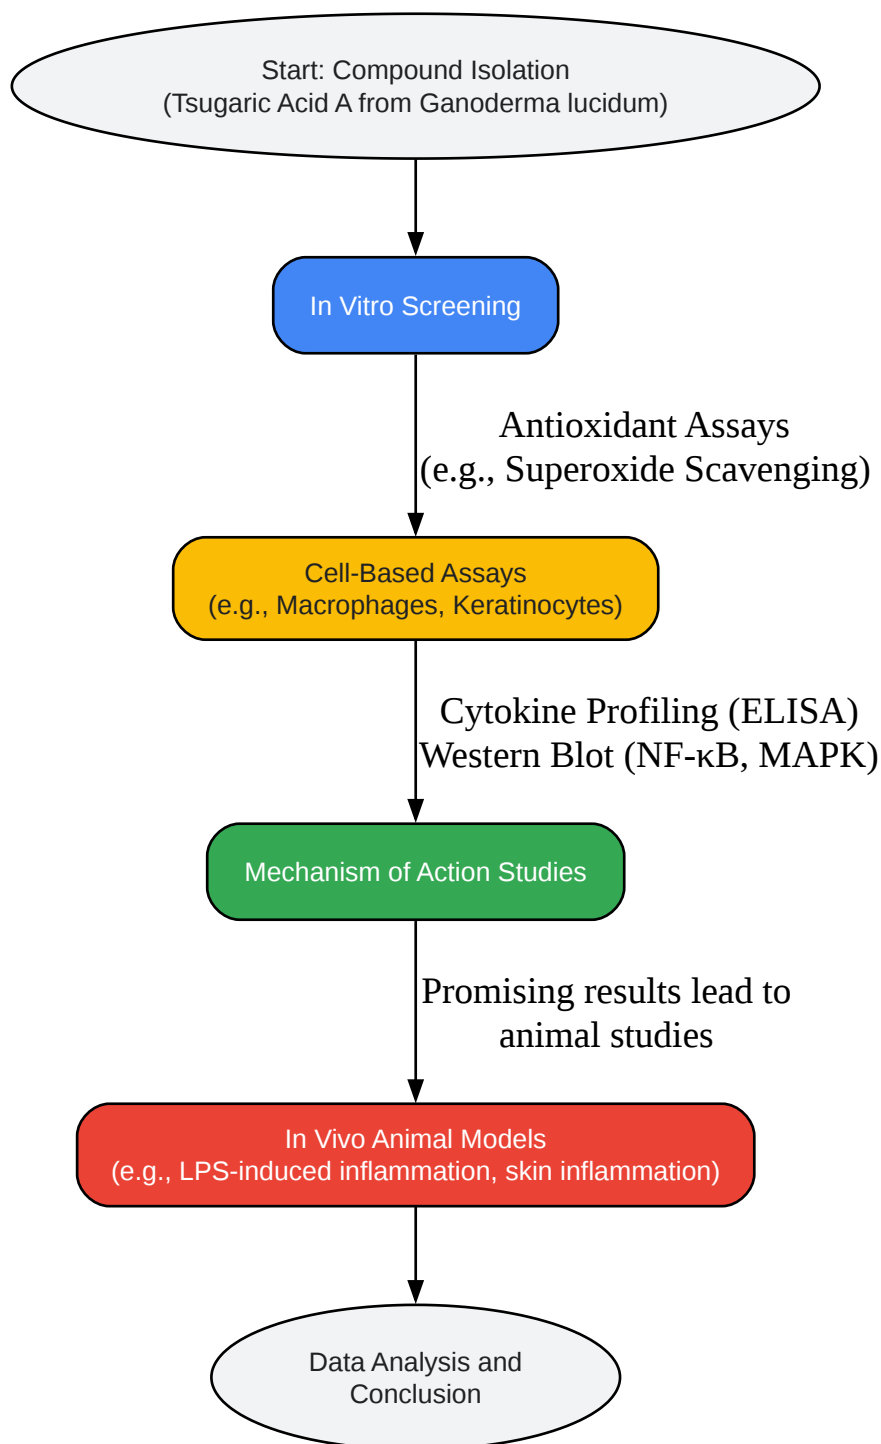 Start: Compound Isolation
(Tsugaric Acid A from Ganoderma lucidum)
In Vitro Screening
Antioxidant Assays
(e.g., Superoxide Scavenging)
Cell-Based Assays
(e.g., Macrophages, Keratinocytes)
Cytokine Profiling (ELISA)
Western Blot (NF-κB, MAPK)
Mechanism of Action Studies
Promising results lead to
animal studies
In Vivo Animal Models
(e.g., LPS-induced inflammation, skin inflammation)
Data Analysis and
Conclusion